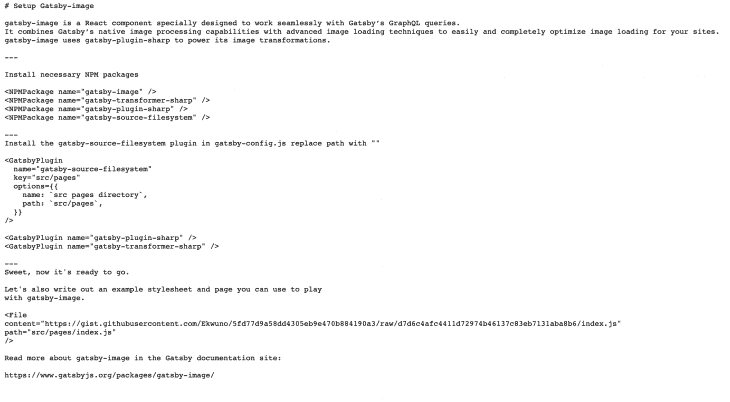 # Setup Gatsby-image
gatsby-image is a React component specially designed to work seamlessly with Gatsby's GraphQL queries.
It combines Gatsby's native image processing capabilities with advanced image loading techniques to easily and completely optimize image loading for your sites.
gatsby-image uses gatsby-plugin-sharp to power its image transformations.
---
Install necessary NPM packages
<NPMPackage name="gatsby-image" />
<NPMPackage name="gatsby-transformer-sharp" />
<NPMPackage name="gatsby-plugin-sharp" />
<NPMPackage name="gatsby-source-filesystem" />
---
Install the gatsby-source-filesystem plugin in gatsby-config.js replace path with ""
<GatsbyPlugin
name="gatsby-source-filesystem"
key="src/pages"
options={{
name: `src pages directory`,
path: `src/pages`,
}}
/>
<GatsbyPlugin name="gatsby-plugin-sharp" />
<GatsbyPlugin name="gatsby-transformer-sharp" />
---
Sweet, now it's ready to go.
Let's also write out an example stylesheet and page you can use to play
with gatsby-image.
<File
content="https://gist.githubusercontent.com/Ekwuno/5fd77d9a58dd4305eb9e470b884190a3/raw/d7d6c4afc4411d72974b46137c83eb7131aba8b6/index.js"
path="src/pages/index.js"
/>
Read more about gatsby-image in the Gatsby documentation site:
https://www.gatsbyjs.org/packages/gatsby-image/